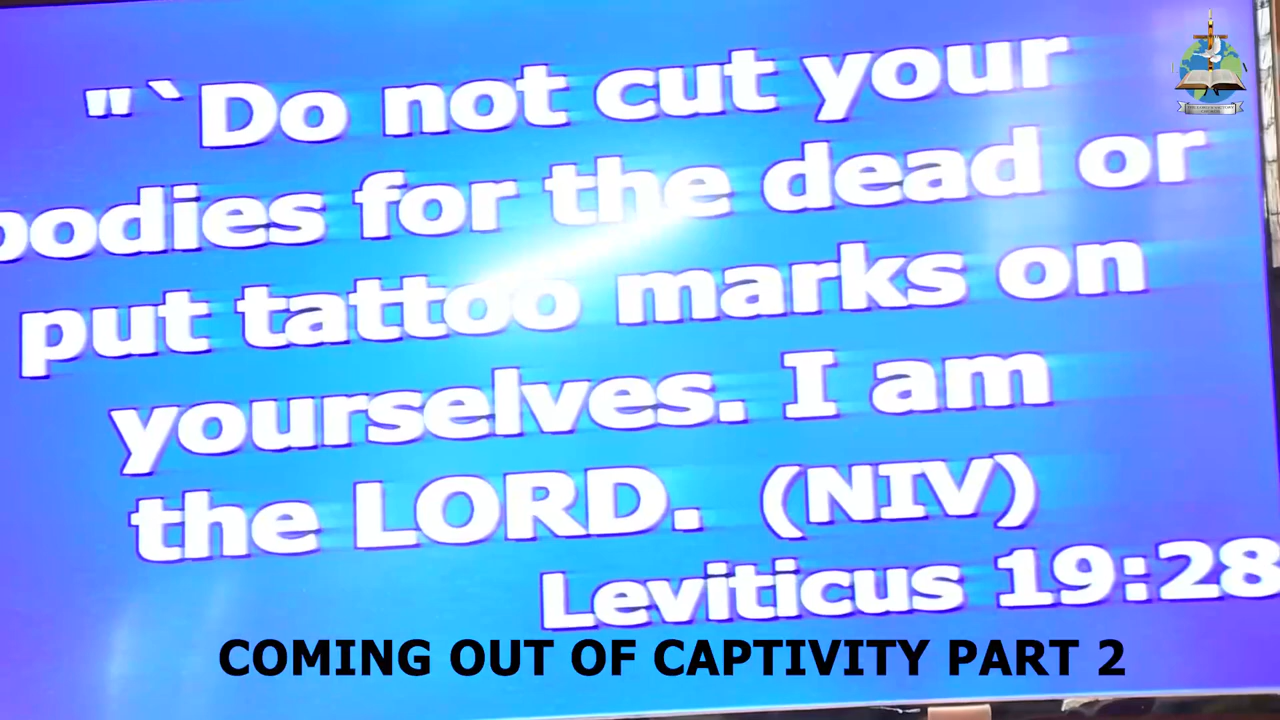 "`Do not cut your
bodies for the dead or
put tattoo marks on
yourselves. I am
the LORD. (NIV)
Leviticus 19:28
COMING OUT OF CAPTIVITY PART 2